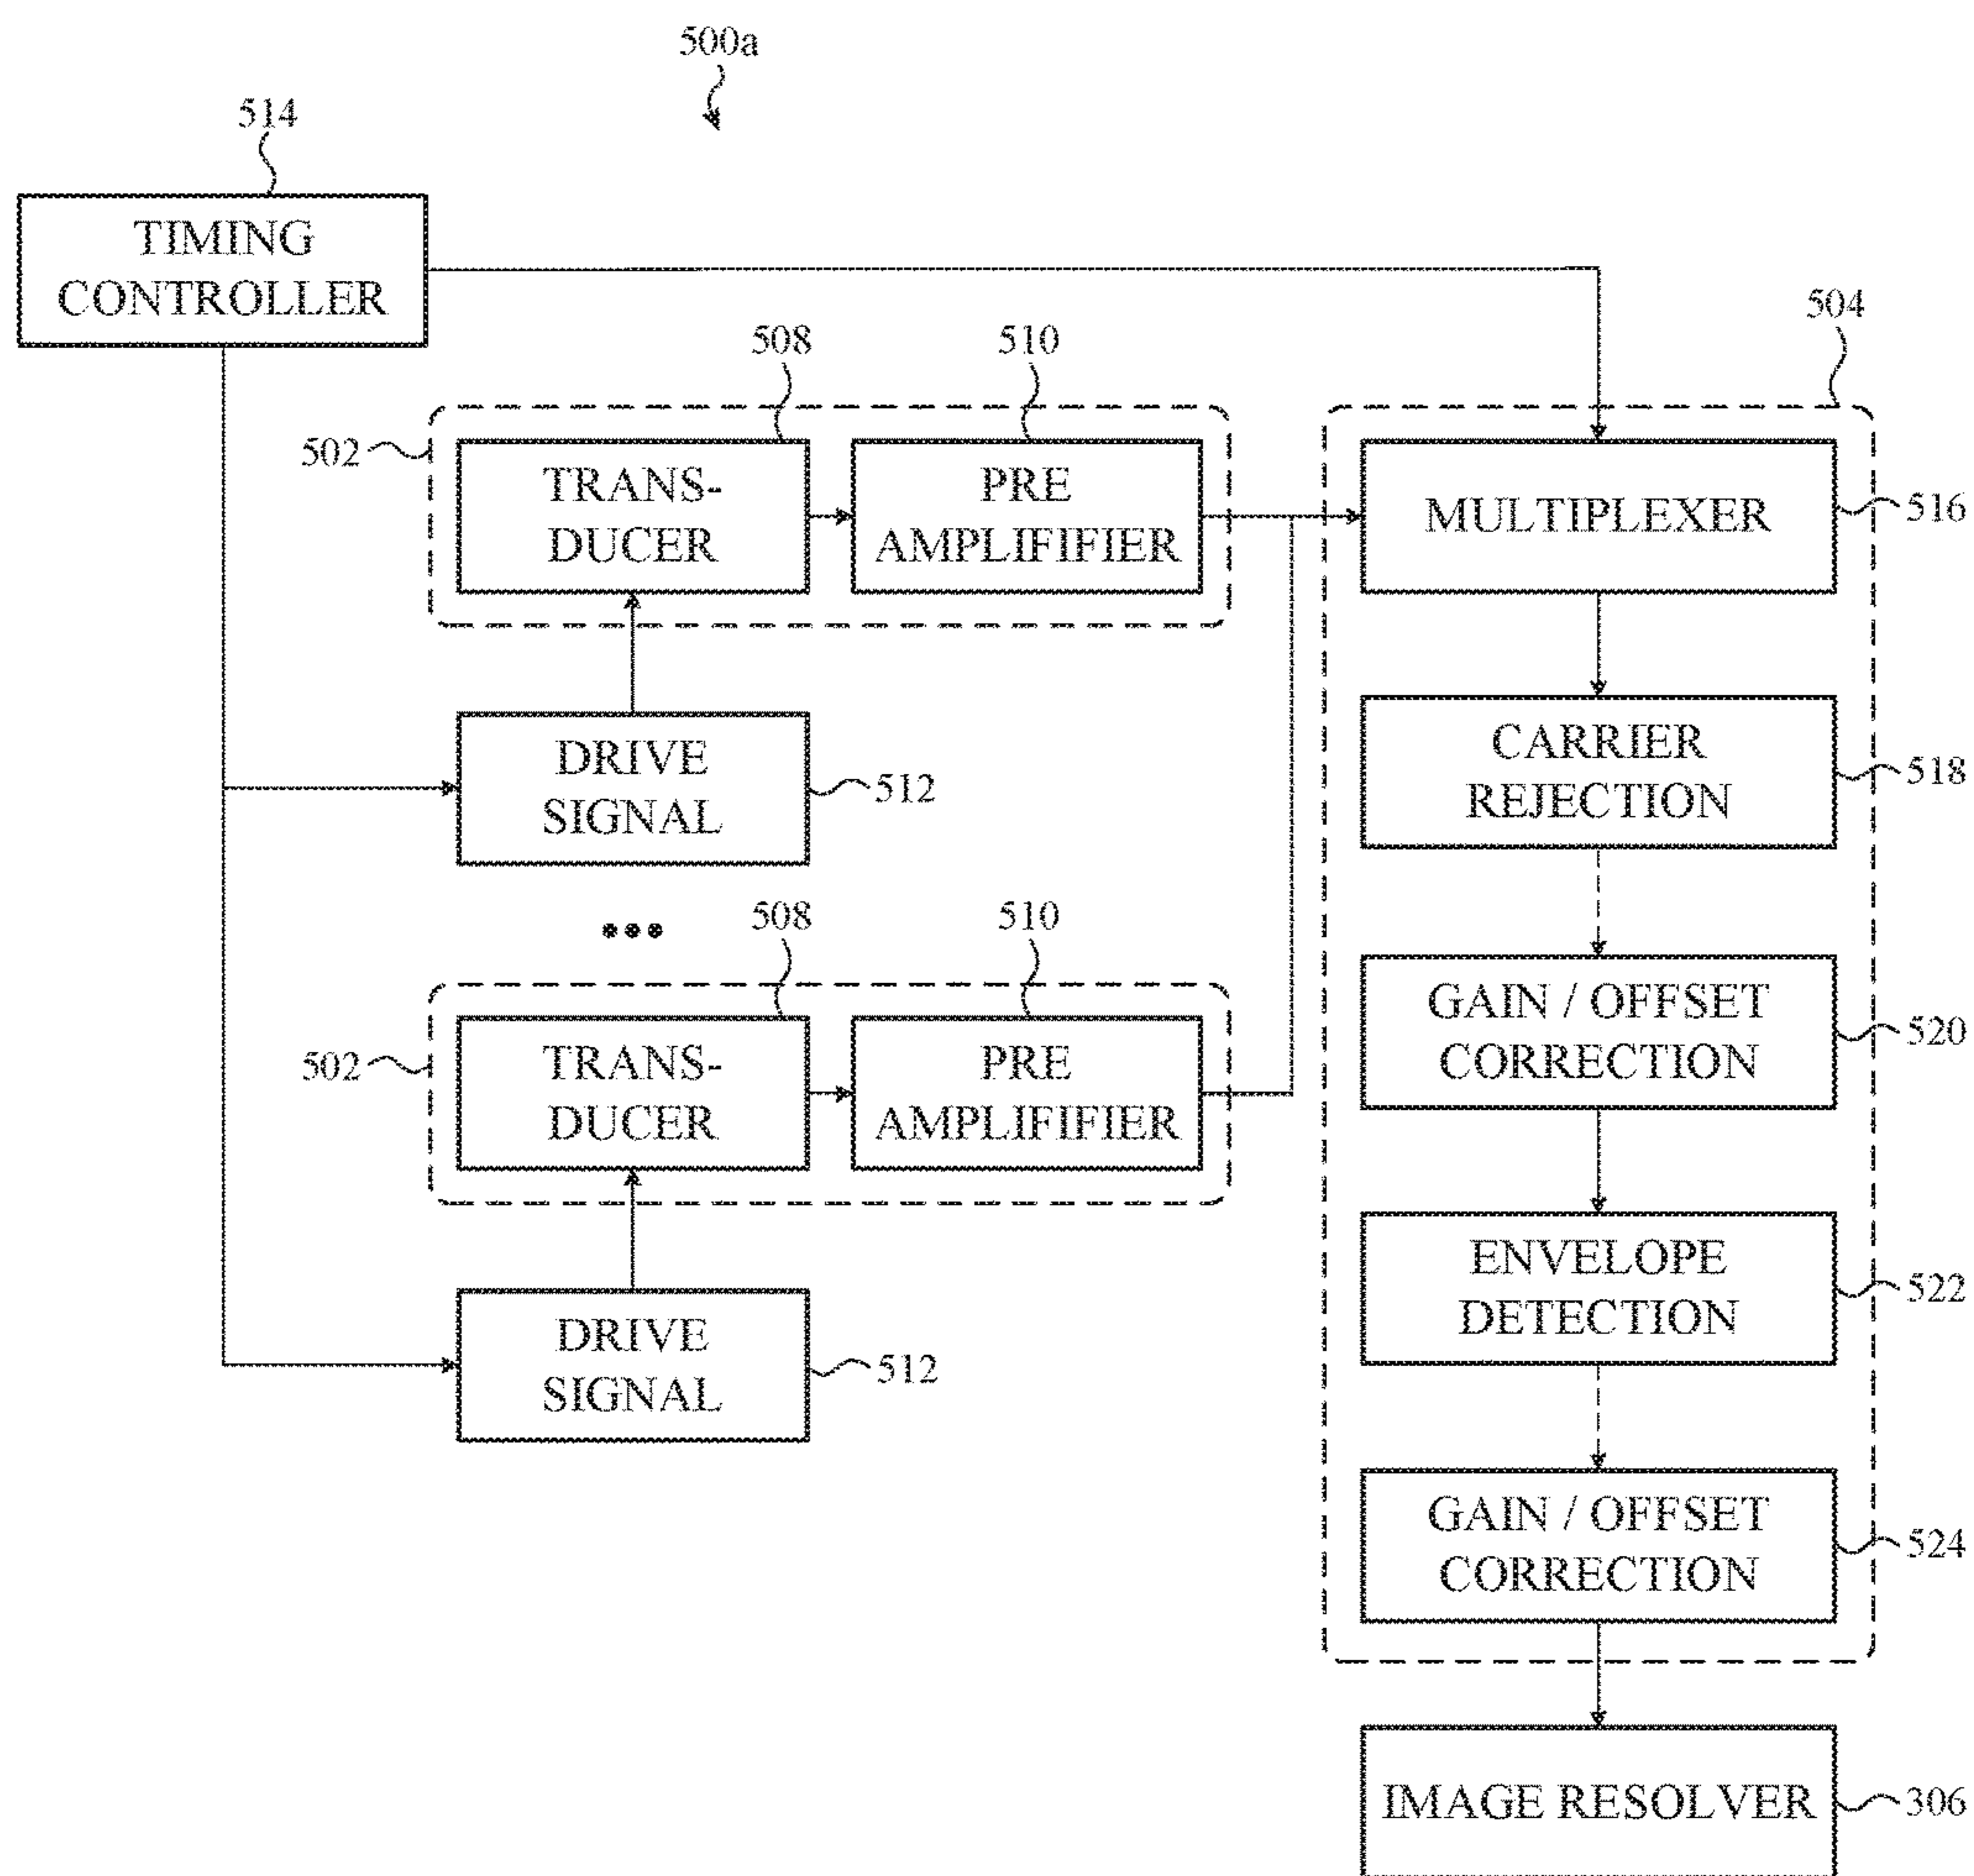 500a
514
TIMING
CONTROLLER
504
508
510
502
TRANS-
DUCER
PRE
AMPLIFIFIER
MULTIPLEXER
516
DRIVE
SIGNAL
512
CARRIER
REJECTION
518
•••
508
510
502
TRANS-
DUCER
PRE
AMPLIFIFIER
GAIN / OFFSET
CORRECTION
520
DRIVE
SIGNAL
512
ENVELOPE
DETECTION
522
GAIN / OFFSET
CORRECTION
524
IMAGE RESOLVER
306